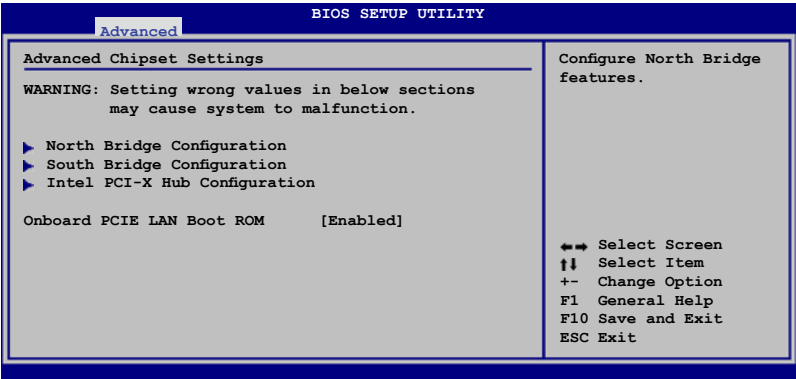 BIOS SETUP UTILITY
Advanced
Advanced Chipset Settings
WARNING: Setting wrong values in below sections
may cause system to malfunction.
North Bridge Configuration
South Bridge Configuration
Intel PCI-X Hub Configuration
Onboard PCIE LAN Boot ROM [Enabled]
Configure North Bridge
features.
←→ Select Screen
↑↓ Select Item
+- Change Option
F1 General Help
F10 Save and Exit
ESC Exit